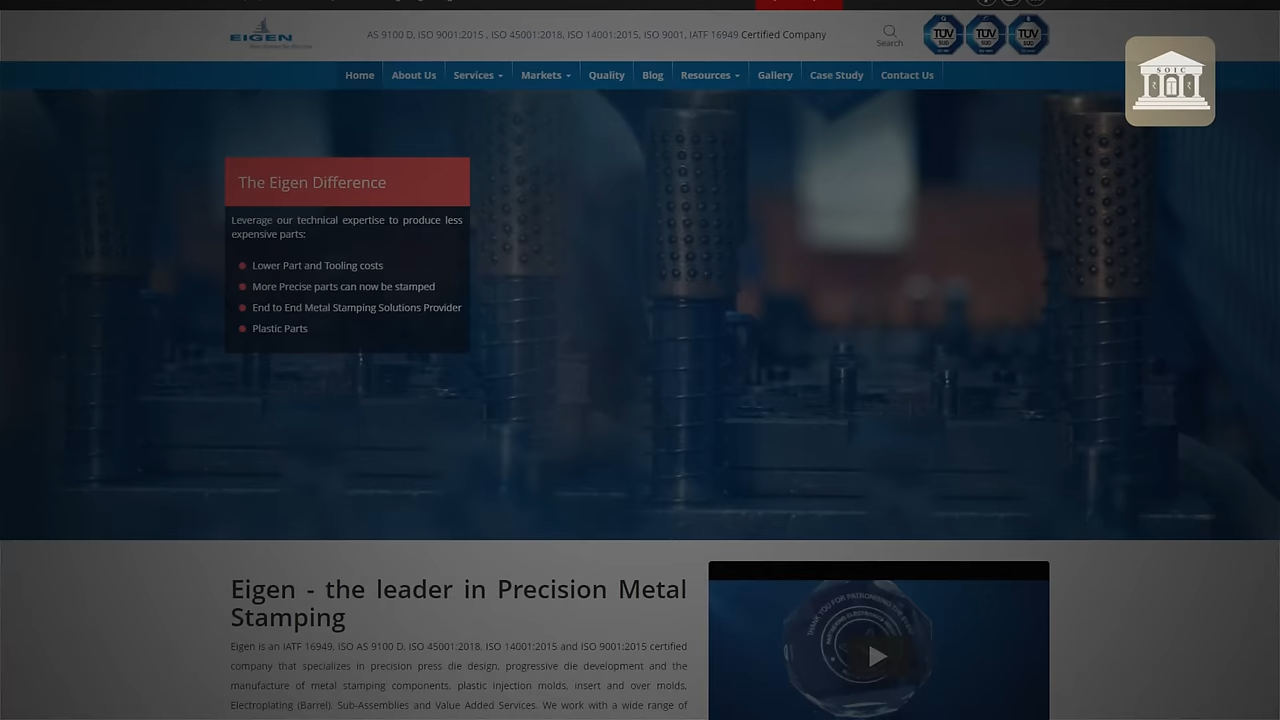 EIGEN
AS 9100 D, ISO 9001:2015 , ISO 45001:2018, ISO 14001:2015, ISO 9001, IATF 16949 Certified Company
Search
TÜV TÜV TÜV
SOIC
Home About Us Services Markets Quality Blog Resources Gallery Case Study Contact Us
The Eigen Difference
Leverage our technical expertise to produce less
expensive parts:
Lower Part and Tooling costs
More Precise parts can now be stamped
End to End Metal Stamping Solutions Provider
Plastic Parts
Eigen - the leader in Precision Metal
Stamping
Eigen is an IATF 16949, ISO AS 9100 D, ISO 45001:2018, ISO 14001:2015 and ISO 9001:2015 certified
company that specializes in precision press die design, progressive die development and the
manufacture of metal stamping components, plastic injection molds, insert and over molds,
Electroplating (Barrel), Sub-Assemblies and Value Added Services. We work with a wide range of
THANK YOU FOR PATRONISING THE